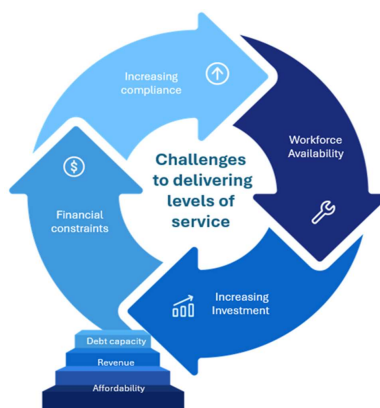 Increasing
compliance
Workforce
Availability
Challenges
to delivering
levels of
service
$
Financial
constraints
Increasing
Investment
Debt capacity
Revenue
Affordability